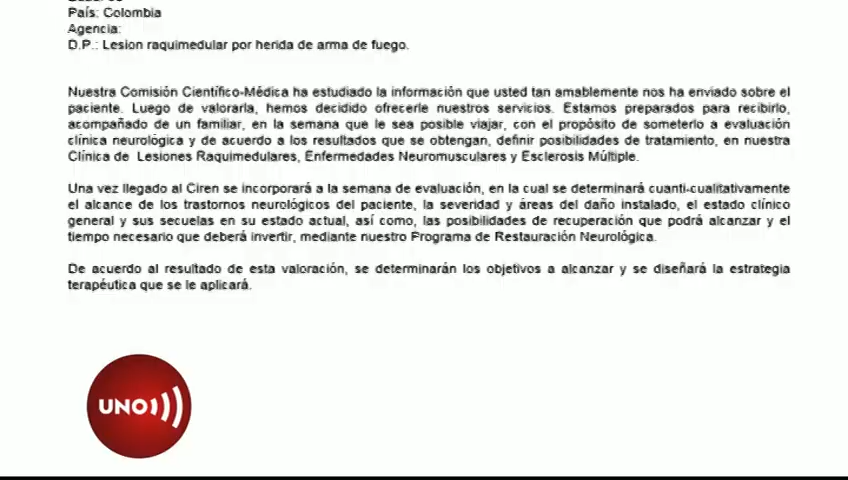 País: Colombia
Agencia:
D.P.: Lesion raquimedular por herida de arma de fuego.
Nuestra Comisión Científico-Médica ha estudiado la información que usted tan amablemente nos ha enviado sobre el
paciente. Luego de valorarla, hemos decidido ofrecerle nuestros servicios. Estamos preparados para recibirlo,
acompañado de un familiar, en la semana que le sea posible viajar, con el propósito de someterlo a evaluación
clínica neurológica y de acuerdo a los resultados que se obtengan, definir posibilidades de tratamiento, en nuestra
Clínica de Lesiones Raquimedulares, Enfermedades Neuromusculares y Esclerosis Múltiple.
Una vez llegado al Ciren se incorporará a la semana de evaluación, en la cual se determinará cuanti-cualitativamente
el alcance de los trastornos neurológicos del paciente, la severidad y áreas del daño instalado, el estado clínico
general y sus secuelas en su estado actual, así como, las posibilidades de recuperación que podrá alcanzar y el
tiempo necesario que deberá invertir, mediante nuestro Programa de Restauración Neurológica.
De acuerdo al resultado de esta valoración, se determinarán los objetivos a alcanzar y se diseñará la estrategia
terapéutica que se le aplicará.
UNO